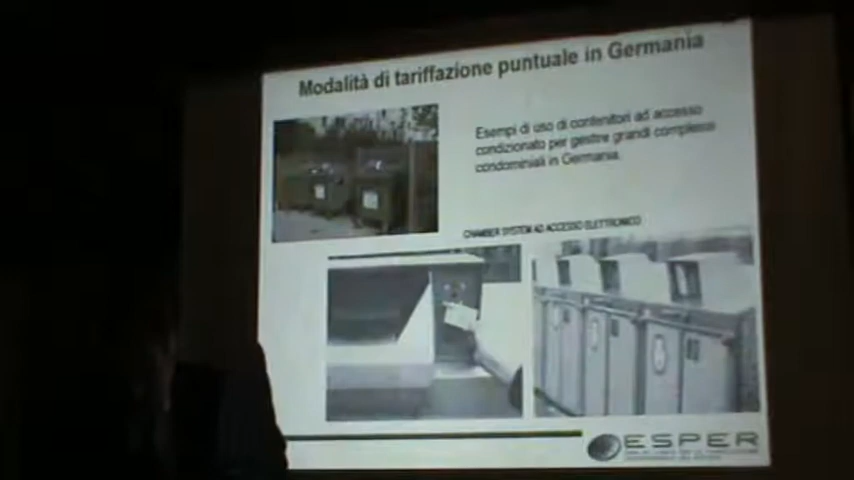 Modalità di tariffazione puntuale in Germania
Esempi di uso di contenitori ad accesso
condizionato per gestire grandi complessi
condominiali in Germania.
CHAMBER SYSTEM AD ACCESSO ELETTRONICO
ESPER